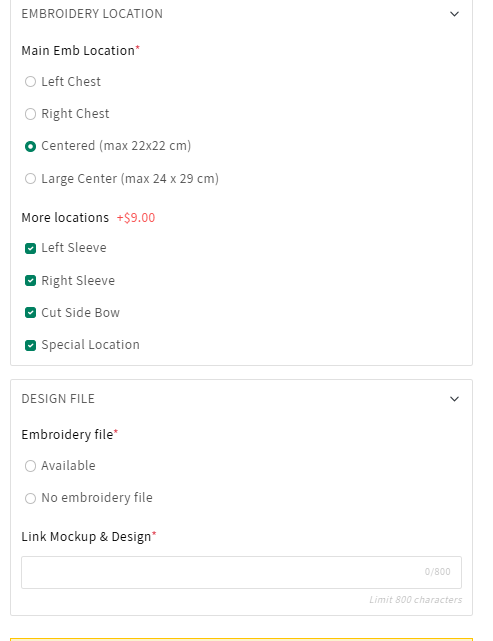 EMBROIDERY LOCATION
Main Emb Location*
Left Chest
Right Chest
Centered (max 22x22 cm)
Large Center (max 24 x 29 cm)
More locations +$9.00
Left Sleeve
Right Sleeve
Cut Side Bow
Special Location
DESIGN FILE
Embroidery file*
Available
No embroidery file
Link Mockup & Design*
0/800
Limit 800 characters